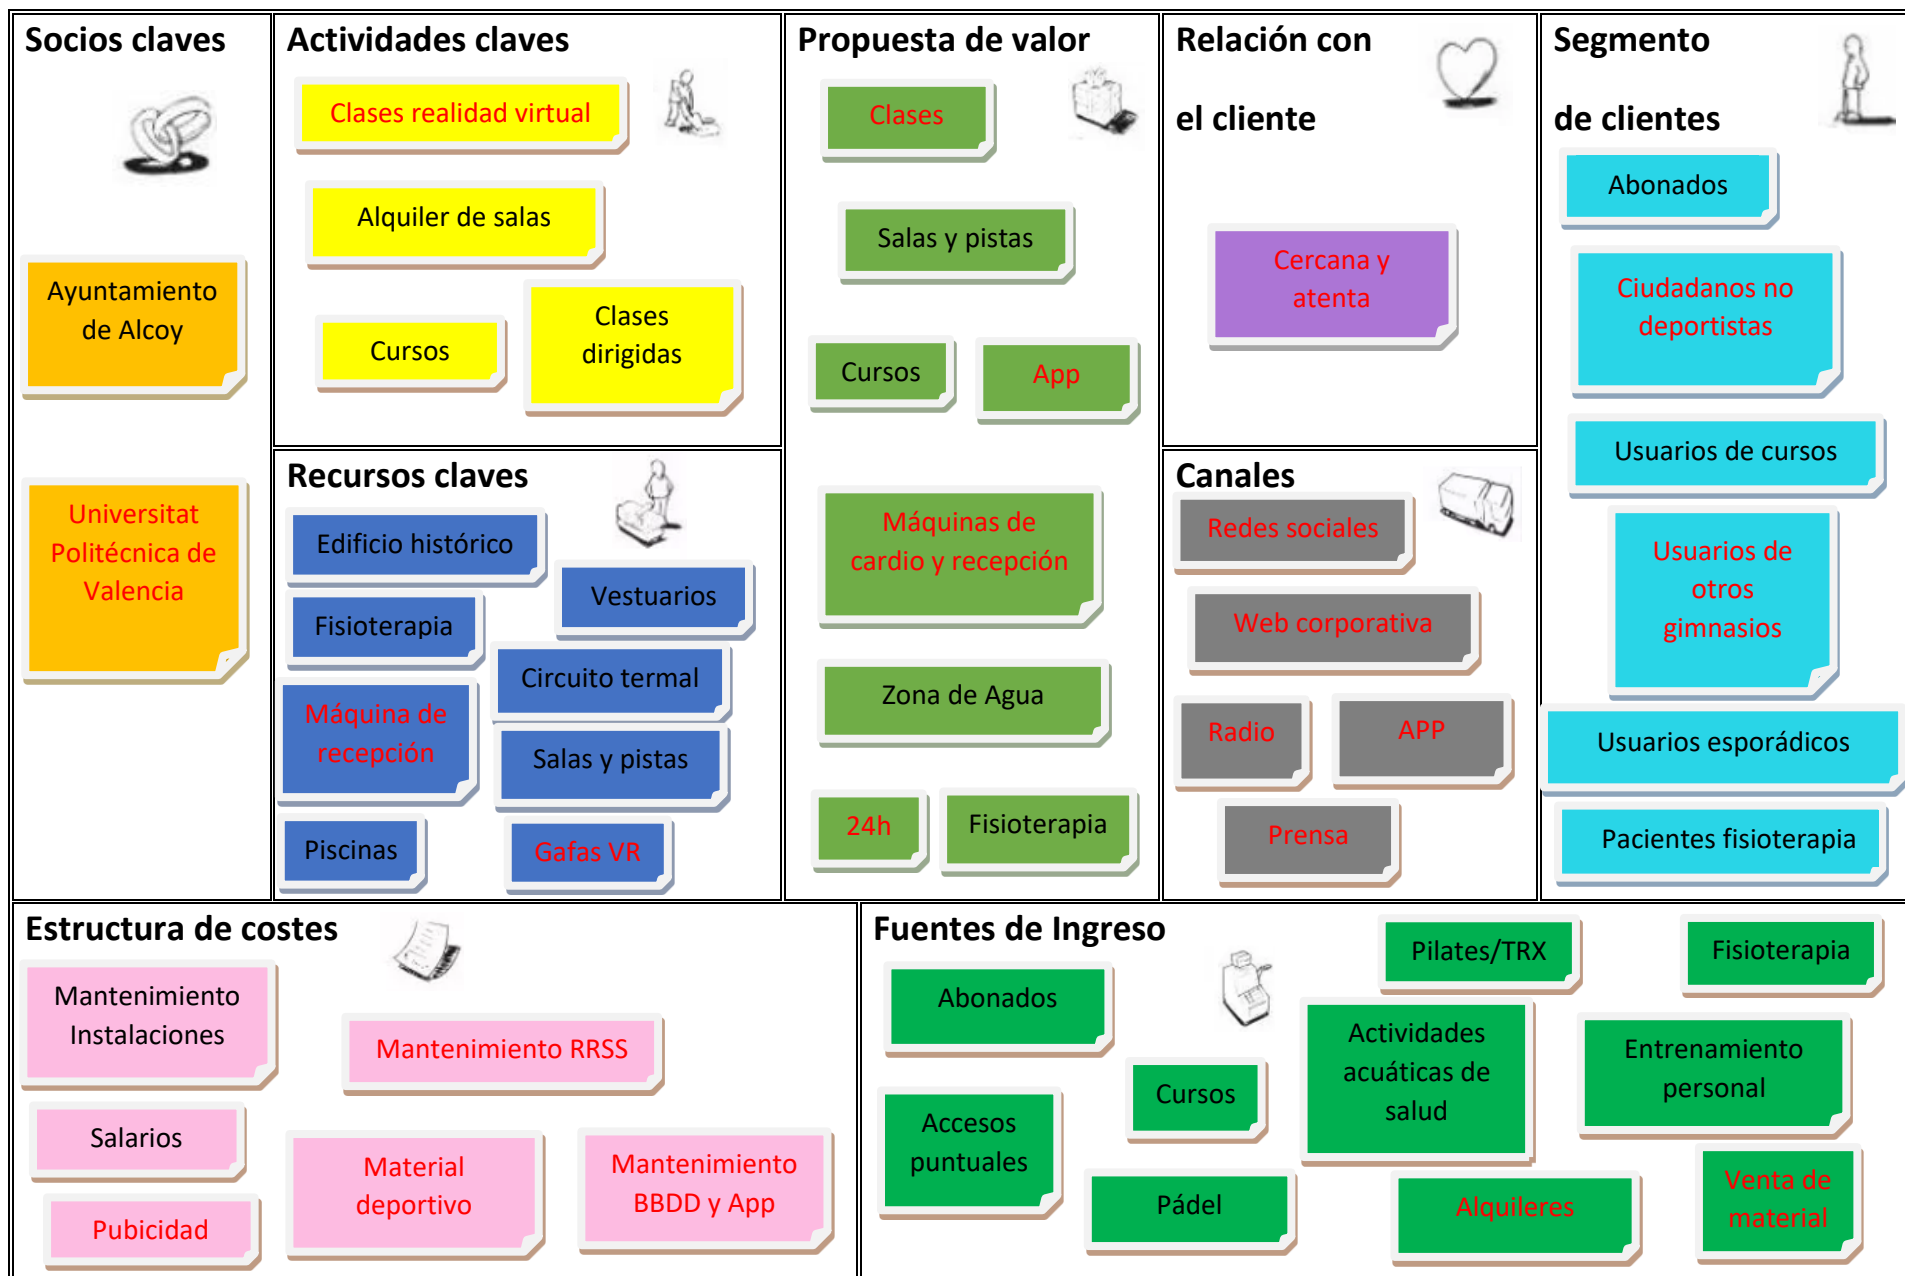 Socios claves
Ayuntamiento
de Alcoy
Universitat
Politécnica de
Valencia
Actividades claves
Clases realidad virtual
Alquiler de salas
Cursos
Clases
dirigidas
Recursos claves
Edificio histórico
Vestuarios
Fisioterapia
Circuito termal
Máquina de
recepción
Salas y pistas
Piscinas
Gafas VR
Propuesta de valor
Clases
Salas y pistas
Cursos
App
Máquinas de
cardio y recepción
Zona de Agua
24h
Fisioterapia
Relación con
el cliente
Cercana y
atenta
Canales
Redes sociales
Web corporativa
Radio
APP
Prensa
Segmento
de clientes
Abonados
Ciudadanos no
deportistas
Usuarios de cursos
Usuarios de
otros
gimnasios
Usuarios esporádicos
Pacientes fisioterapia
Estructura de costes
Mantenimiento
Instalaciones
Mantenimiento RRSS
Salarios
Material
deportivo
Mantenimiento
BBDD y App
Pubicidad
Fuentes de Ingreso
Pilates/TRX
Fisioterapia
Abonados
Actividades
acuáticas de
salud
Entrenamiento
personal
Cursos
Accesos
puntuales
Pádel
Alquileres
Venta de
material